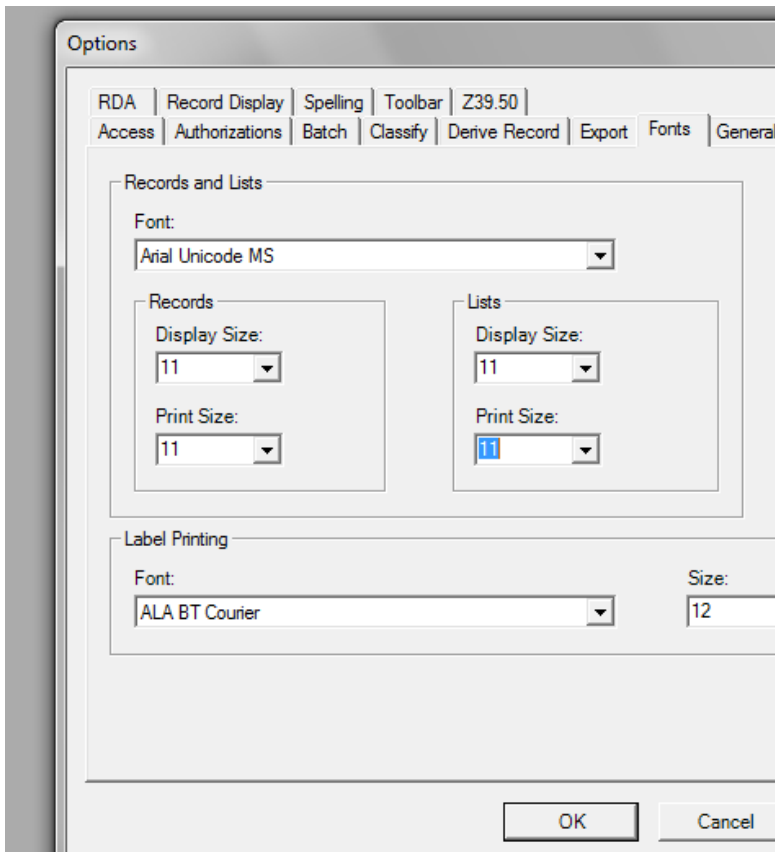 Options
RDA Record Display Spelling Toolbar Z39.50
Access Authorizations Batch Classify Derive Record Export Fonts General
Records and Lists
Font:
Arial Unicode MS
Records Lists
Display Size: Display Size:
11 11
Print Size: Print Size:
11 11
Label Printing
Font: Size:
ALA BT Courier 12
OK Cancel